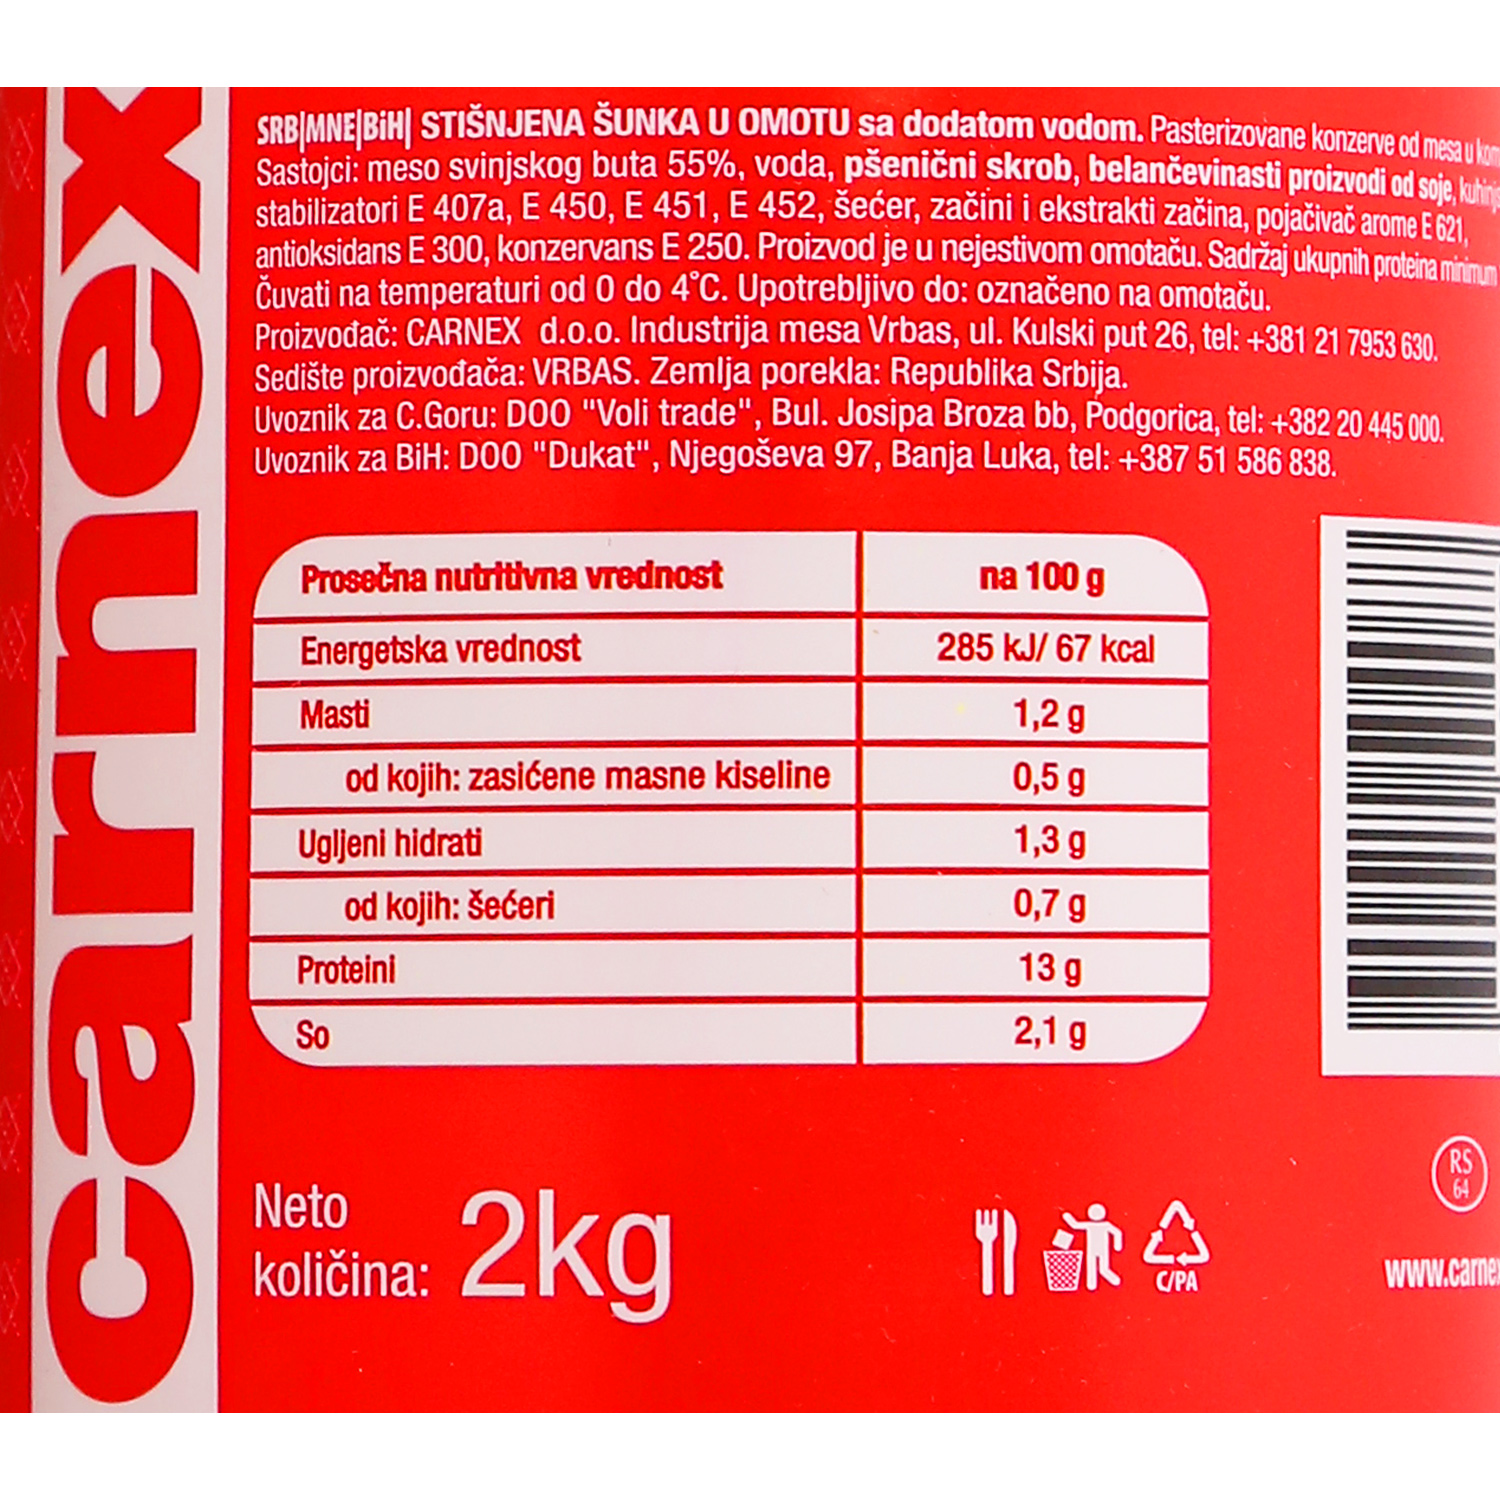 carnex
SRB|MNE|BiH| STIŠNJENA ŠUNKA U OMOTU sa dodatom vodom. Pasterizovane konzerve od mesa u
Sastojci: meso svinjskog buta 55%, voda, pšenični skrob, belančevinasti proizvodi od soje,
stabilizatori E 407a, E 450, E 451, E 452, šećer, začini i ekstrakti začina, pojačivač arome E 621,
antioksidans E 300, konzervans E 250. Proizvod je u nejestivom omotaču. Sadržaj ukupnih proteina minimum
Čuvati na temperaturi od 0 do 4°C. Upotrebljivo do: označeno na omotaču.
Proizvođač: CARNEX d.o.o. Industrija mesa Vrbas, ul. Kulski put 26, tel: +381 21 7953 630.
Sedište proizvođača: VRBAS. Zemlja porekla: Republika Srbija.
Uvoznik za C.Goru: DOO "Voli trade", Bul. Josipa Broza bb, Podgorica, tel: +382 20 445 000.
Uvoznik za BiH: DOO "Dukat", Njegoševa 97, Banja Luka, tel: +387 51 586 838.
Prosečna nutritivna vrednost na 100 g
Energetska vrednost 285 kJ/ 67 kcal
Masti 1,2 g
od kojih: zasićene masne kiseline 0,5 g
Ugljeni hidrati 1,3 g
od kojih: šećeri 0,7 g
Proteini 13 g
So 2,1 g
Neto
količina: 2kg
C/PA
RS
64
www.carnex